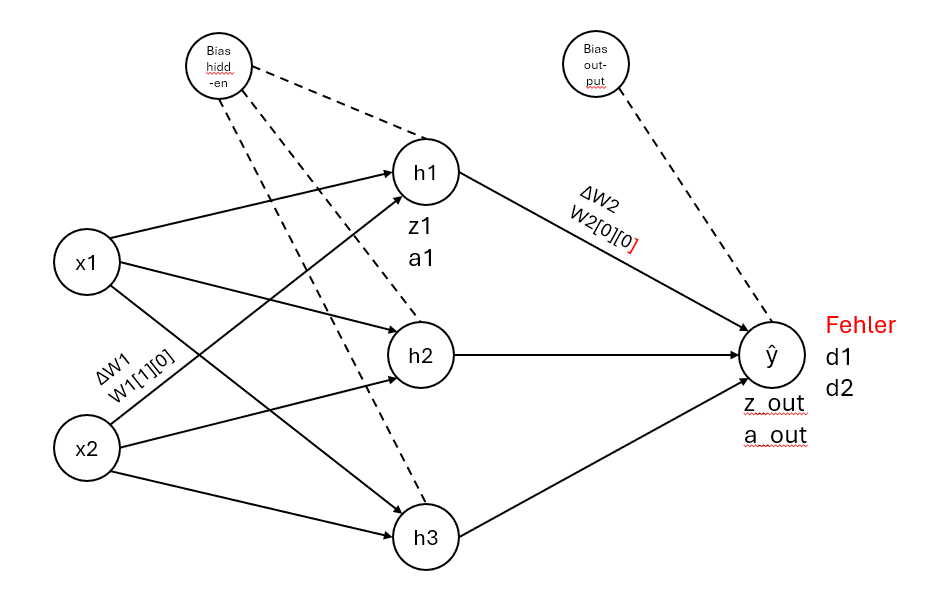 Bias
hidd
-en
Bias
out-
put
h1
z1
a1
ΔW2
W2[0][0]
x1
h2
ŷ
Fehler
d1
d2
z_out
a_out
ΔW1
W1[1][0]
x2
h3